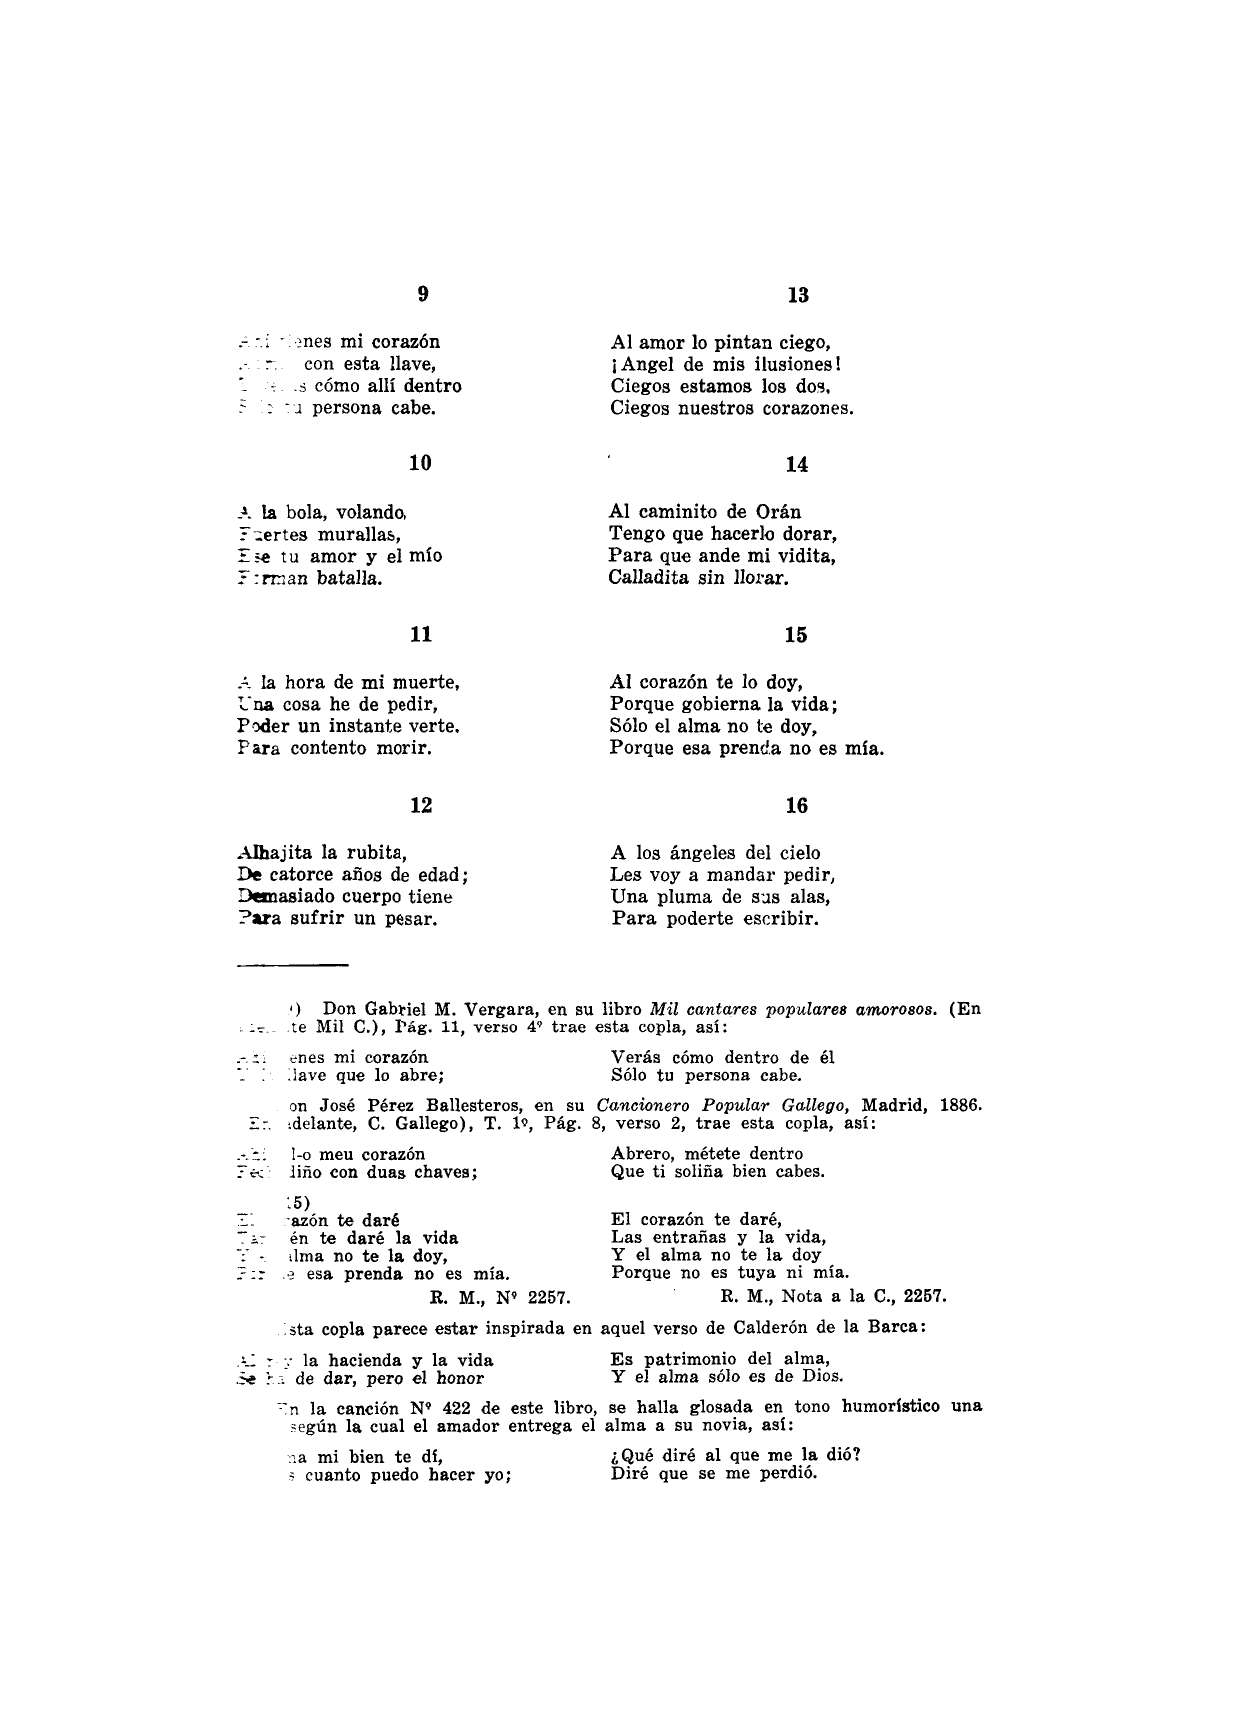 9
mi corazón
con esta llave,
cómo allí dentro
persona cabe.
10
A la bola, volando,
Fuertes murallas,
Ese tu amor y el mío
Forman batalla.
11
A la hora de mi muerte,
Una cosa he de pedir,
Poder un instante verte.
Para contento morir.
12
Alhajita la rubita,
De catorce años de edad;
Demasiado cuerpo tiene
Para sufrir un pesar.
13
Al amor lo pintan ciego,
¡Angel de mis ilusiones!
Ciegos estamos los dos,
Ciegos nuestros corazones.
14
Al caminito de Orán
Tengo que hacerlo dorar,
Para que ande mi vidita,
Calladita sin llorar.
15
Al corazón te lo doy,
Porque gobierna la vida;
Sólo el alma no te doy,
Porque esa prenda no es mía.
16
A los ángeles del cielo
Les voy a mandar pedir,
Una pluma de sus alas,
Para poderte escribir.
Don Gabriel M. Vergara, en su libro Mil cantares populares amorosos. (En
Mil C.), Pág. 11, verso 4º trae esta copla, así:
mi corazón
llave que lo abre;
Verás cómo dentro de él
Sólo tu persona cabe.
José Pérez Ballesteros, en su Cancionero Popular Gallego, Madrid, 1886.
C. Gallego), T. 1º, Pág. 8, verso 2, trae esta copla, así:
meu corazón
con duas chaves;
Abrero, métete dentro
Que ti soliña bien cabes.
te daré
te daré la vida
alma no te la doy,
esa prenda no es mía.
R. M., Nº 2257.
El corazón te daré,
Las entrañas y la vida,
Y el alma no te la doy
Porque no es tuya ni mía.
R. M., Nota a la C., 2257.
Esta copla parece estar inspirada en aquel verso de Calderón de la Barca:
la hacienda y la vida
Se ha de dar, pero el honor
Es patrimonio del alma,
Y el alma sólo es de Dios.
En la canción Nº 422 de este libro, se halla glosada en tono humorístico una
según la cual el amador entrega el alma a su novia, así:
mi bien te dí,
cuanto puedo hacer yo;
¿Qué diré al que me la dió?
Diré que se me perdió.